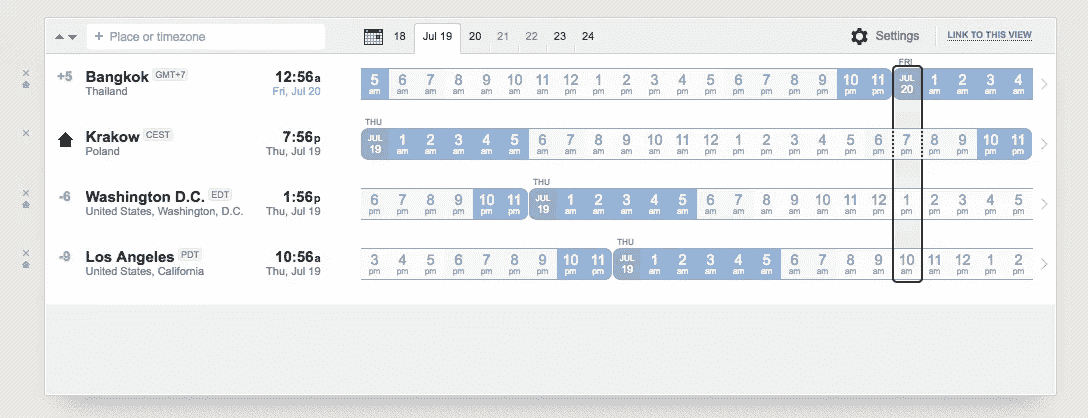 + Place or timezone 18 Jul 19 20 21 22 23 24 Settings LINK TO THIS VIEW
FRI
+5 Bangkok GMT+7 12:56a 5 am 6 am 7 am 8 am 9 am 10 am 11 am 12 pm 1 pm 2 pm 3 pm 4 pm 5 pm 6 pm 7 pm 8 pm 9 pm 10 pm 11 pm JUL 20 1 am 2 am 3 am 4 am
Thailand Fri, Jul 20
THU
Krakow CEST 7:56p JUL 19 1 am 2 am 3 am 4 am 5 am 6 am 7 am 8 am 9 am 10 am 11 am 12 pm 1 pm 2 pm 3 pm 4 pm 5 pm 6 pm 7 pm 8 pm 9 pm 10 pm 11 pm
Poland Thu, Jul 19
THU
-6 Washington D.C. EDT 1:56p 6 pm 7 pm 8 pm 9 pm 10 pm 11 pm JUL 19 1 am 2 am 3 am 4 am 5 am 6 am 7 am 8 am 9 am 10 am 11 am 12 pm 1 pm 2 pm 3 pm 4 pm 5 pm
United States, Washington, D.C. Thu, Jul 19
THU
-9 Los Angeles PDT 10:56a 3 pm 4 pm 5 pm 6 pm 7 pm 8 pm 9 pm 10 pm 11 pm JUL 19 1 am 2 am 3 am 4 am 5 am 6 am 7 am 8 am 9 am 10 am 11 am 12 pm 1 pm 2 pm
United States, California Thu, Jul 19